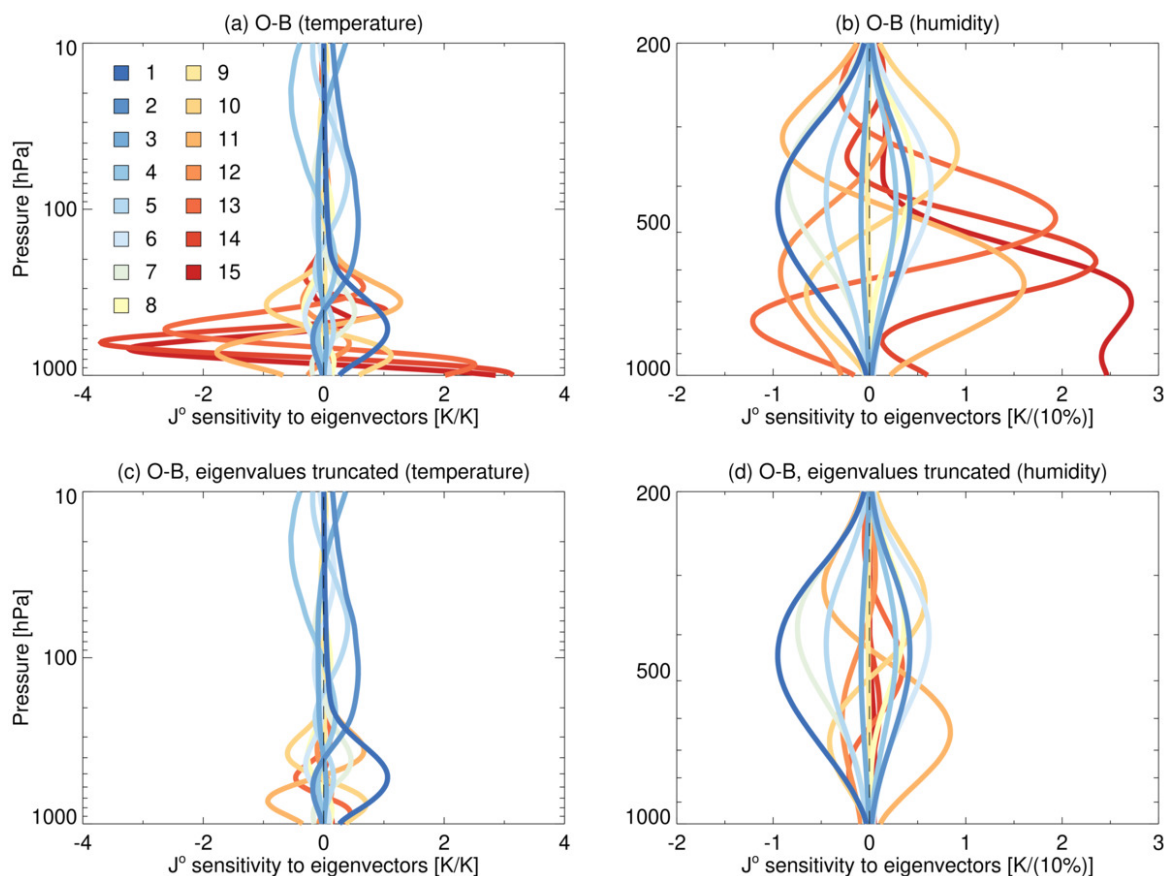 (a) O-B (temperature)
10
100
1000
Pressure [hPa]
1 9
2 10
3 11
4 12
5 13
6 14
7 15
8
-4 -2 0 2 4
J° sensitivity to eigenvectors [K/K]
(b) O-B (humidity)
200
500
1000
-2 -1 0 1 2 3
J° sensitivity to eigenvectors [K/(10%)]
(c) O-B, eigenvalues truncated (temperature)
10
100
1000
Pressure [hPa]
-4 -2 0 2 4
J° sensitivity to eigenvectors [K/K]
(d) O-B, eigenvalues truncated (humidity)
200
500
1000
-2 -1 0 1 2 3
J° sensitivity to eigenvectors [K/(10%)]